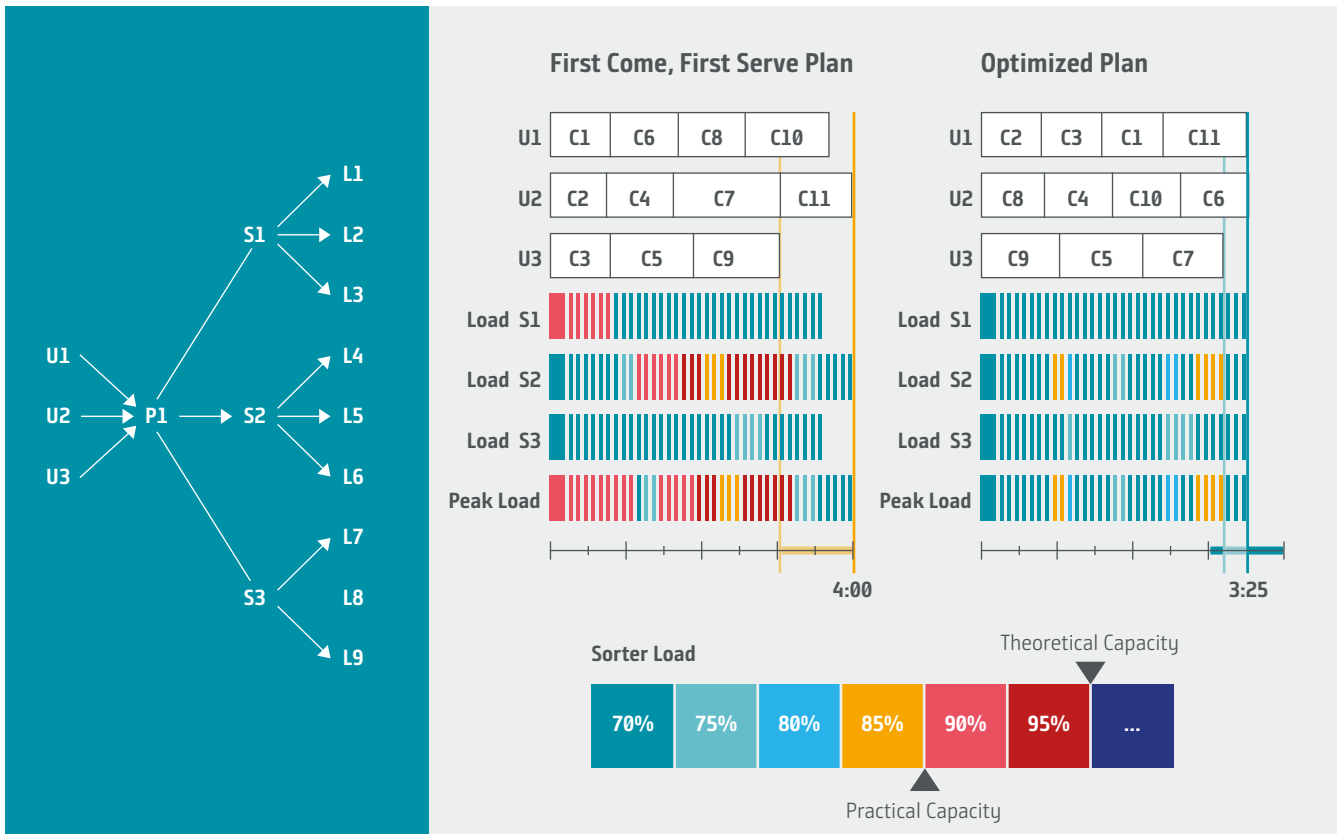 L1
S1
L2
L3
U1
L4
U2
P1
S2
L5
U3
L6
L7
S3
L8
L9
First Come, First Serve Plan
U1 C1 C6 C8 C10
U2 C2 C4 C7 C11
U3 C3 C5 C9
Load S1
Load S2
Load S3
Peak Load
4:00
Optimized Plan
U1 C2 C3 C1 C11
U2 C8 C4 C10 C6
U3 C9 C5 C7
Load S1
Load S2
Load S3
Peak Load
3:25
Sorter Load
Theoretical Capacity
70% 75% 80% 85% 90% 95% ...
Practical Capacity